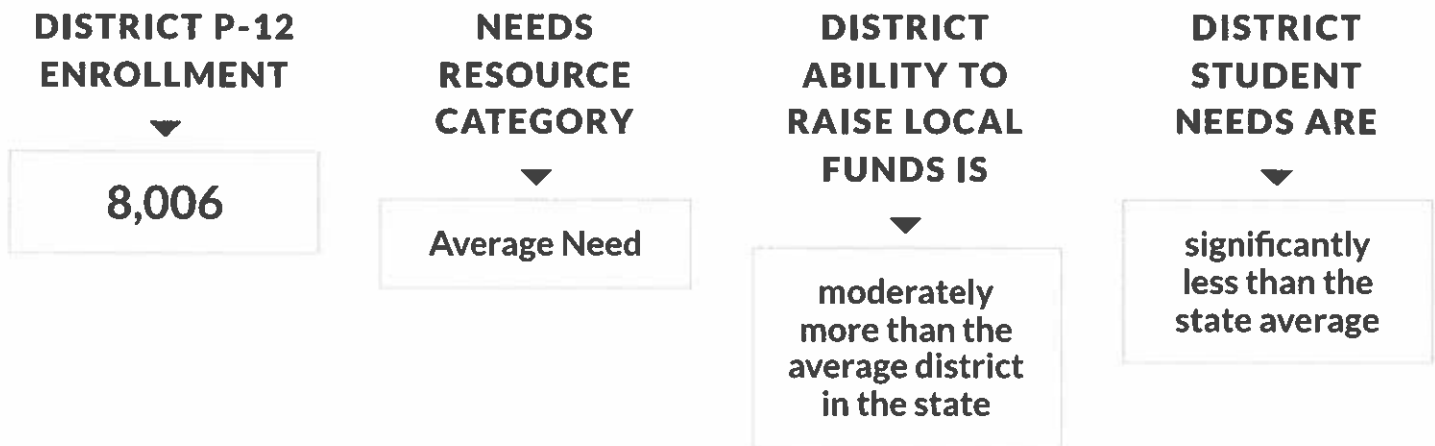 DISTRICT P-12
ENROLLMENT
8,006
NEEDS
RESOURCE
CATEGORY
Average Need
DISTRICT
ABILITY TO
RAISE LOCAL
FUNDS IS
moderately
more than the
average district
in the state
DISTRICT
STUDENT
NEEDS ARE
significantly
less than the
state average